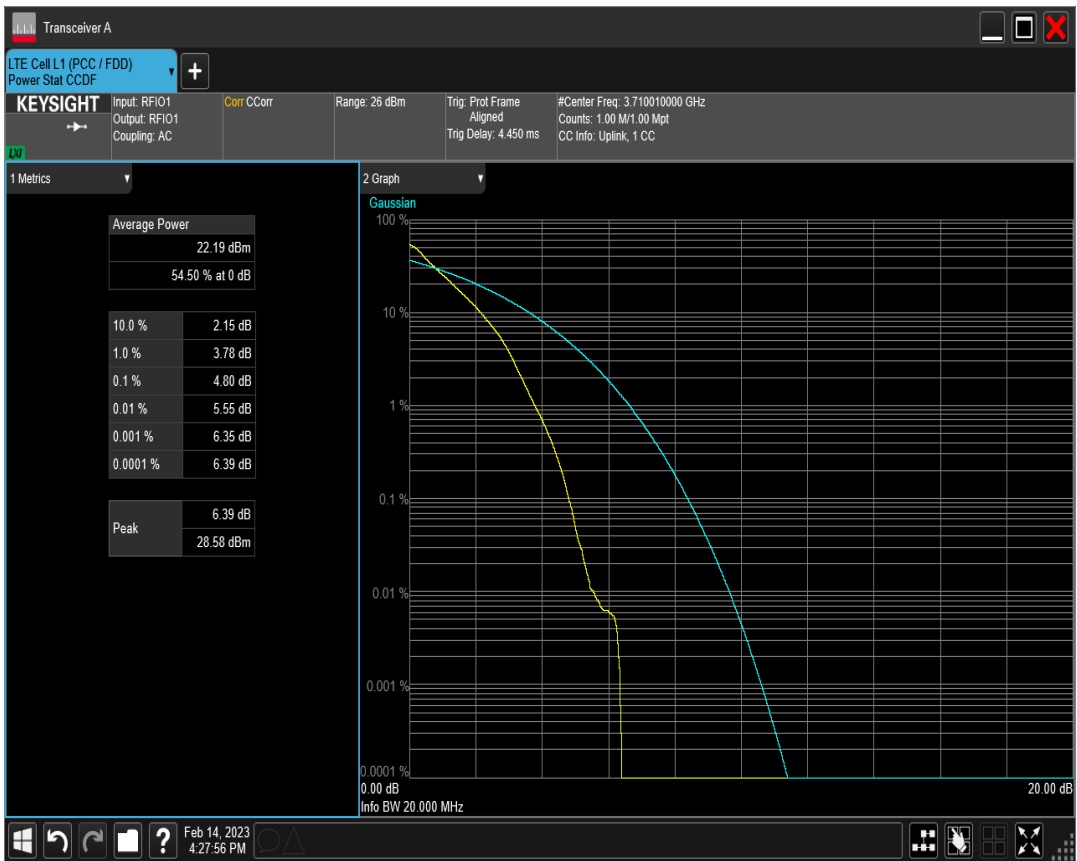 Transceiver A
LTE Cell L1 (PCC / FDD)
Power Stat CCDF
+
KEYSIGHT
LXI
Input: RFIO1
Output: RFIO1
Coupling: AC
Corr CCorr
Range: 26 dBm
Trig: Prot Frame
Aligned
Trig Delay: 4.450 ms
#Center Freq: 3.710010000 GHz
Counts: 1.00 M/1.00 Mpt
CC Info: Uplink, 1 CC
1 Metrics
Average Power
22.19 dBm
54.50 % at 0 dB
10.0 % 2.15 dB
1.0 % 3.78 dB
0.1 % 4.80 dB
0.01 % 5.55 dB
0.001 % 6.35 dB
0.0001 % 6.39 dB
Peak
6.39 dB
28.58 dBm
2 Graph
Gaussian
100 %
10 %
1 %
0.1 %
0.01 %
0.001 %
0.0001 %
0.00 dB 20.00 dB
Info BW 20.000 MHz
?
Feb 14, 2023
4:27:56 PM